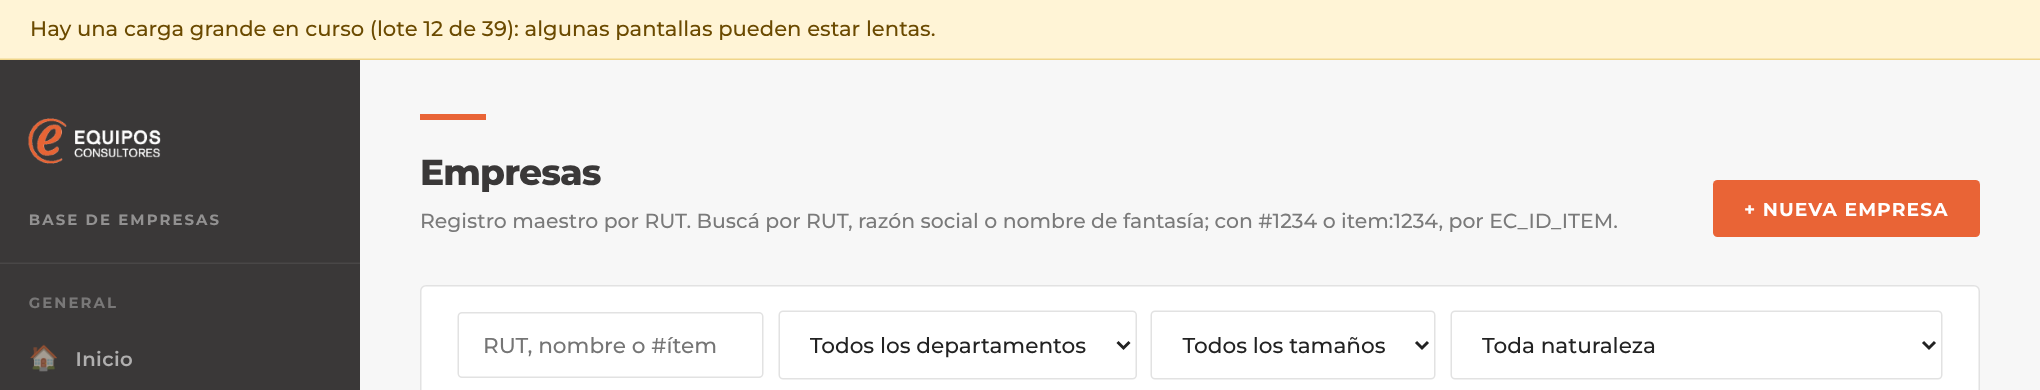 Hay una carga grande en curso (lote 12 de 39): algunas pantallas pueden estar lentas.
EQUIPOS
CONSULTORES
BASE DE EMPRESAS
GENERAL
Inicio
Empresas
Registro maestro por RUT. Buscá por RUT, razón social o nombre de fantasía; con #1234 o item:1234, por EC_ID_ITEM.
+ NUEVA EMPRESA
RUT, nombre o #ítem
Todos los departamentos
Todos los tamaños
Toda naturaleza